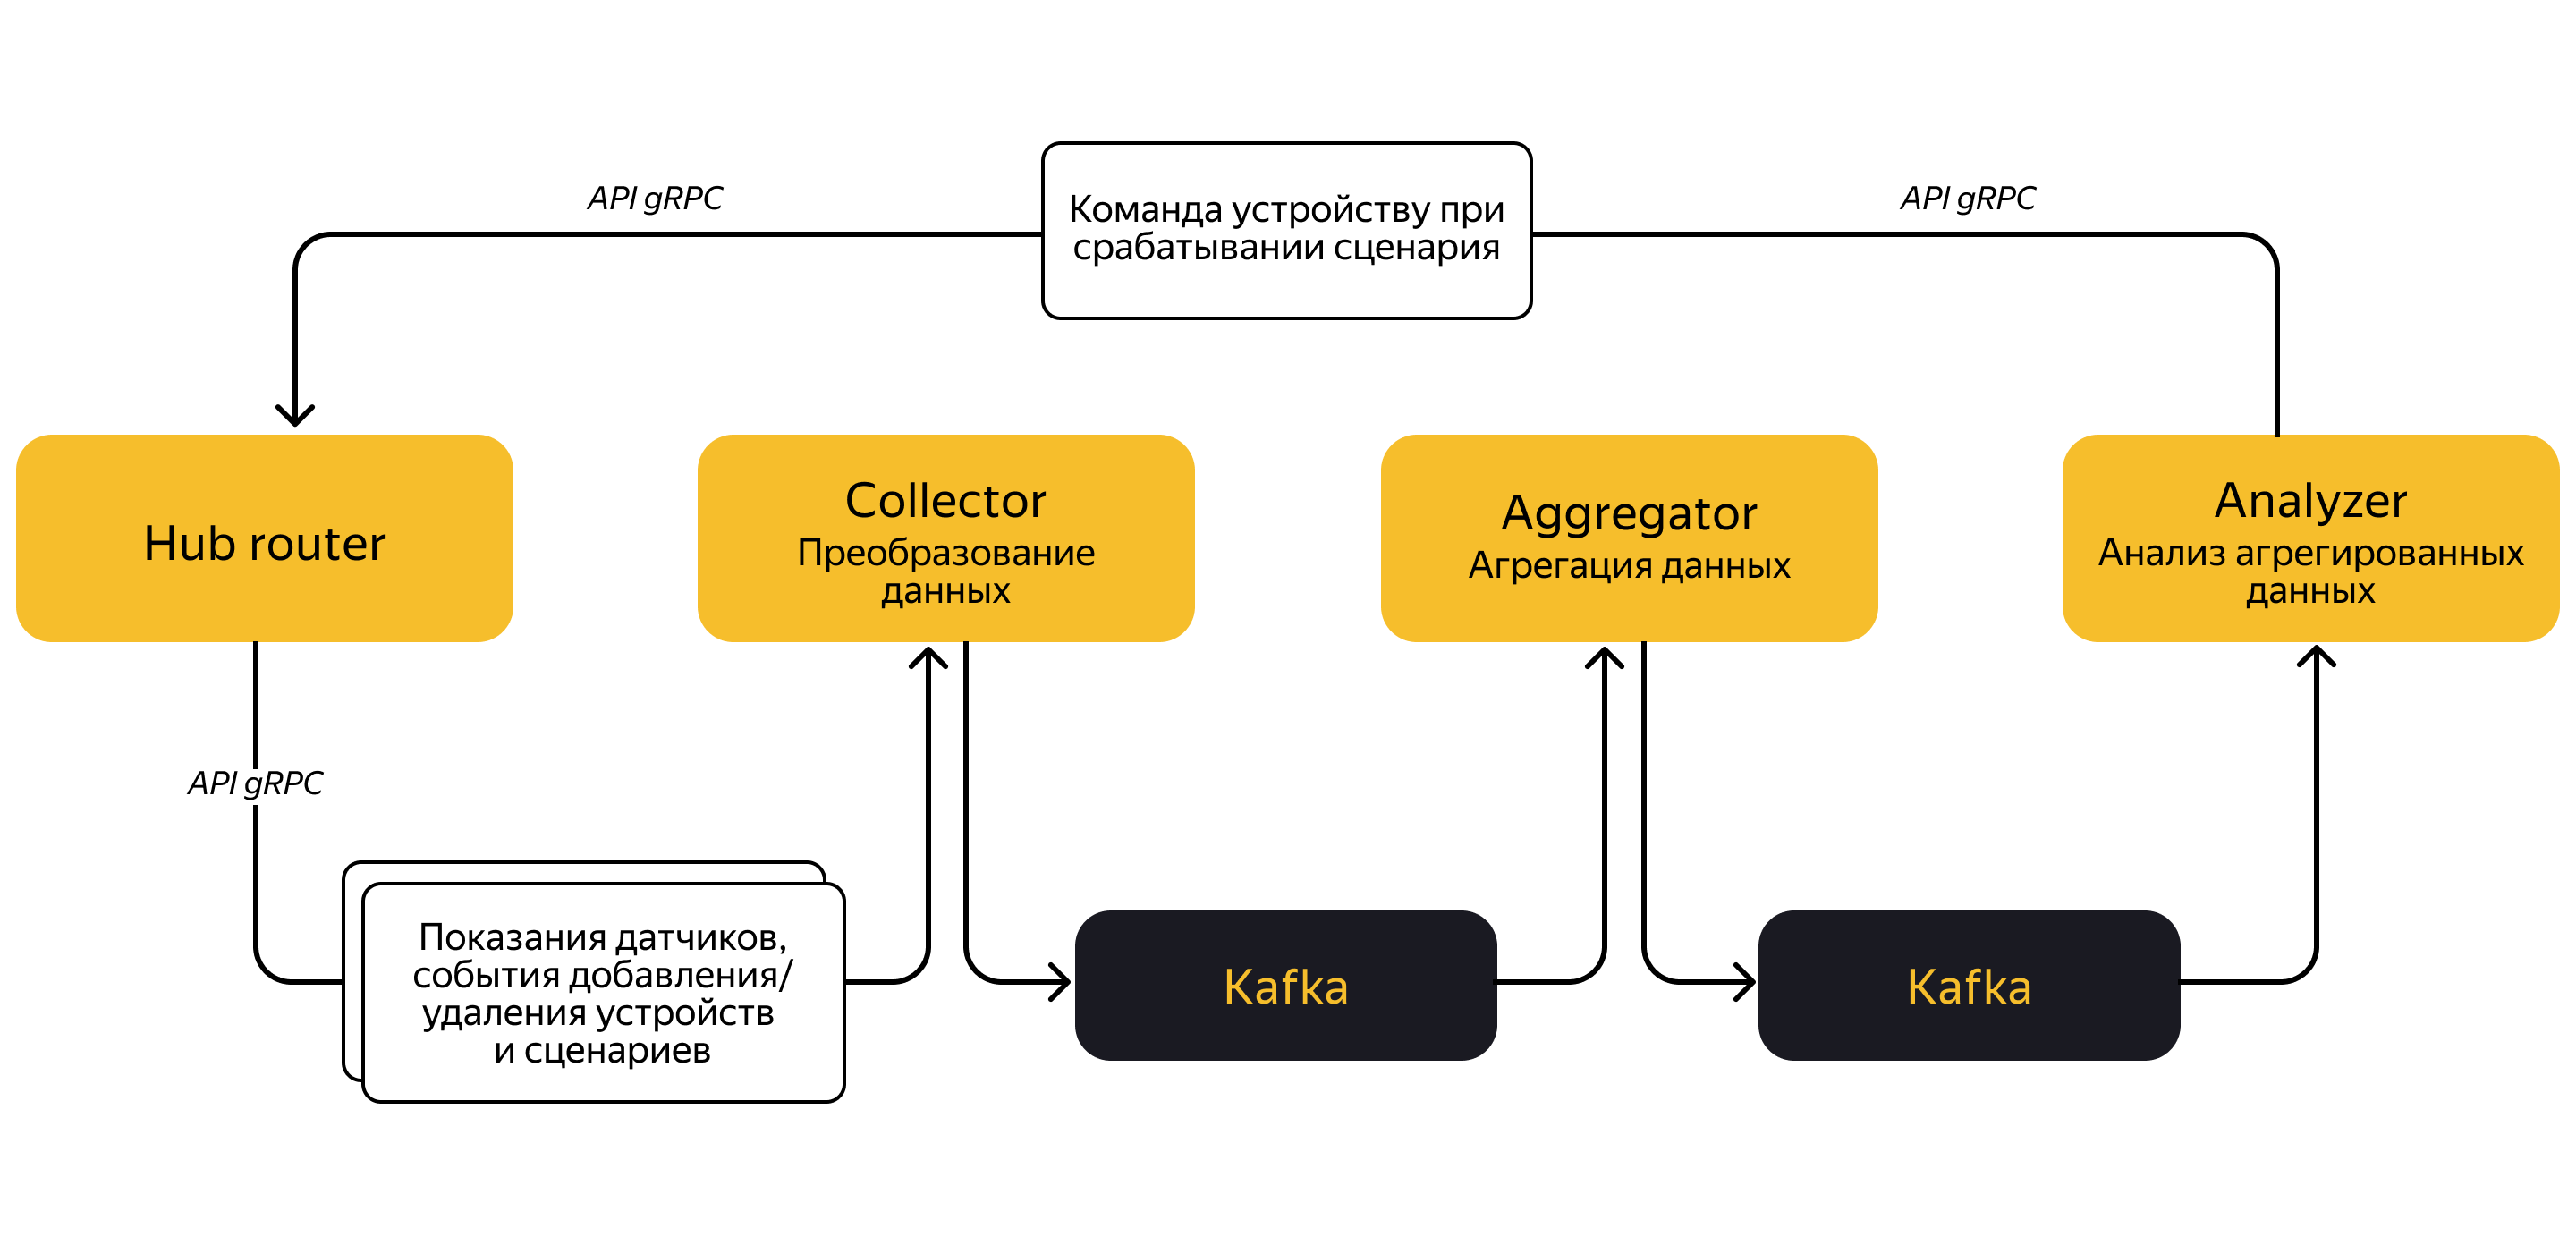 API gRPC
Команда устройству при
срабатывании сценария
API gRPC
Hub router
Collector
Преобразование
данных
Aggregator
Агрегация данных
Analyzer
Анализ агрегированных
данных
API gRPC
Показания датчиков,
события добавления/
удаления устройств
и сценариев
Kafka
Kafka